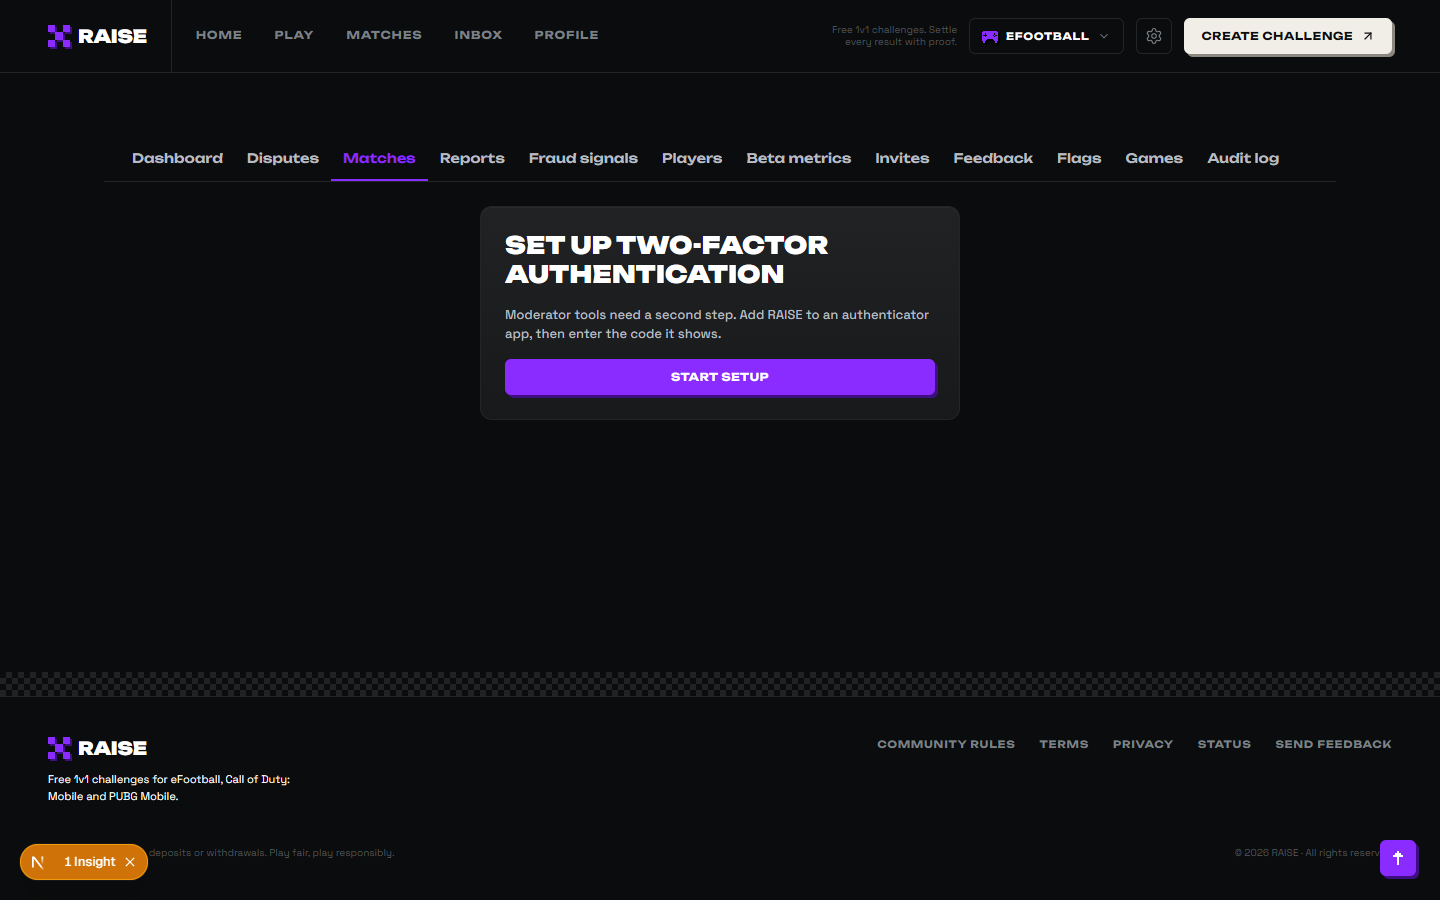 RAISE
HOME PLAY MATCHES INBOX PROFILE
Free 1v1 challenges. Settle
every result with proof.
EFOOTBALL
CREATE CHALLENGE
Dashboard Disputes Matches Reports Fraud signals Players Beta metrics Invites Feedback Flags Games Audit log
SET UP TWO-FACTOR
AUTHENTICATION
Moderator tools need a second step. Add RAISE to an authenticator
app, then enter the code it shows.
START SETUP
RAISE
COMMUNITY RULES TERMS PRIVACY STATUS SEND FEEDBACK
Free 1v1 challenges for eFootball, Call of Duty:
Mobile and PUBG Mobile.
1 Insight
deposits or withdrawals. Play fair, play responsibly.
© 2026 RAISE · All rights reserv